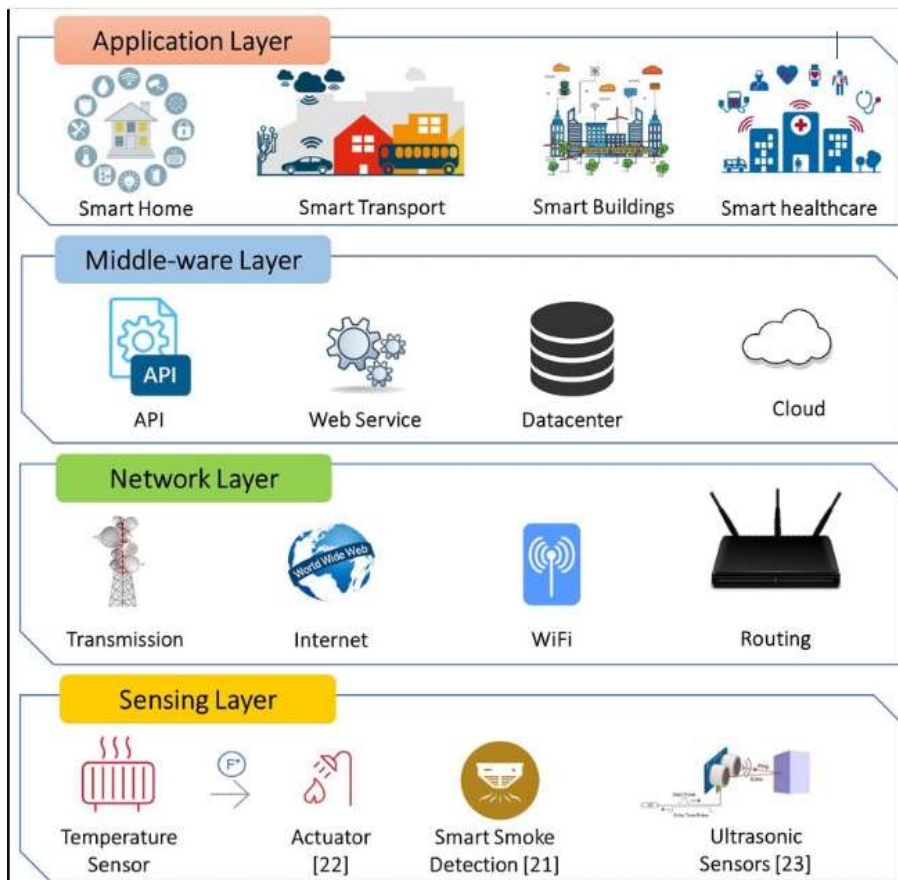 Application Layer
Smart Home
Smart Transport
Smart Buildings
Smart healthcare
Middle-ware Layer
API
API
Web Service
Datacenter
Cloud
Network Layer
World Wide Web
Transmission
Internet
WiFi
Routing
Sensing Layer
F°
Temperature
Sensor
Actuator
[22]
Smart Smoke
Detection [21]
Ultrasonic
Sensors [23]